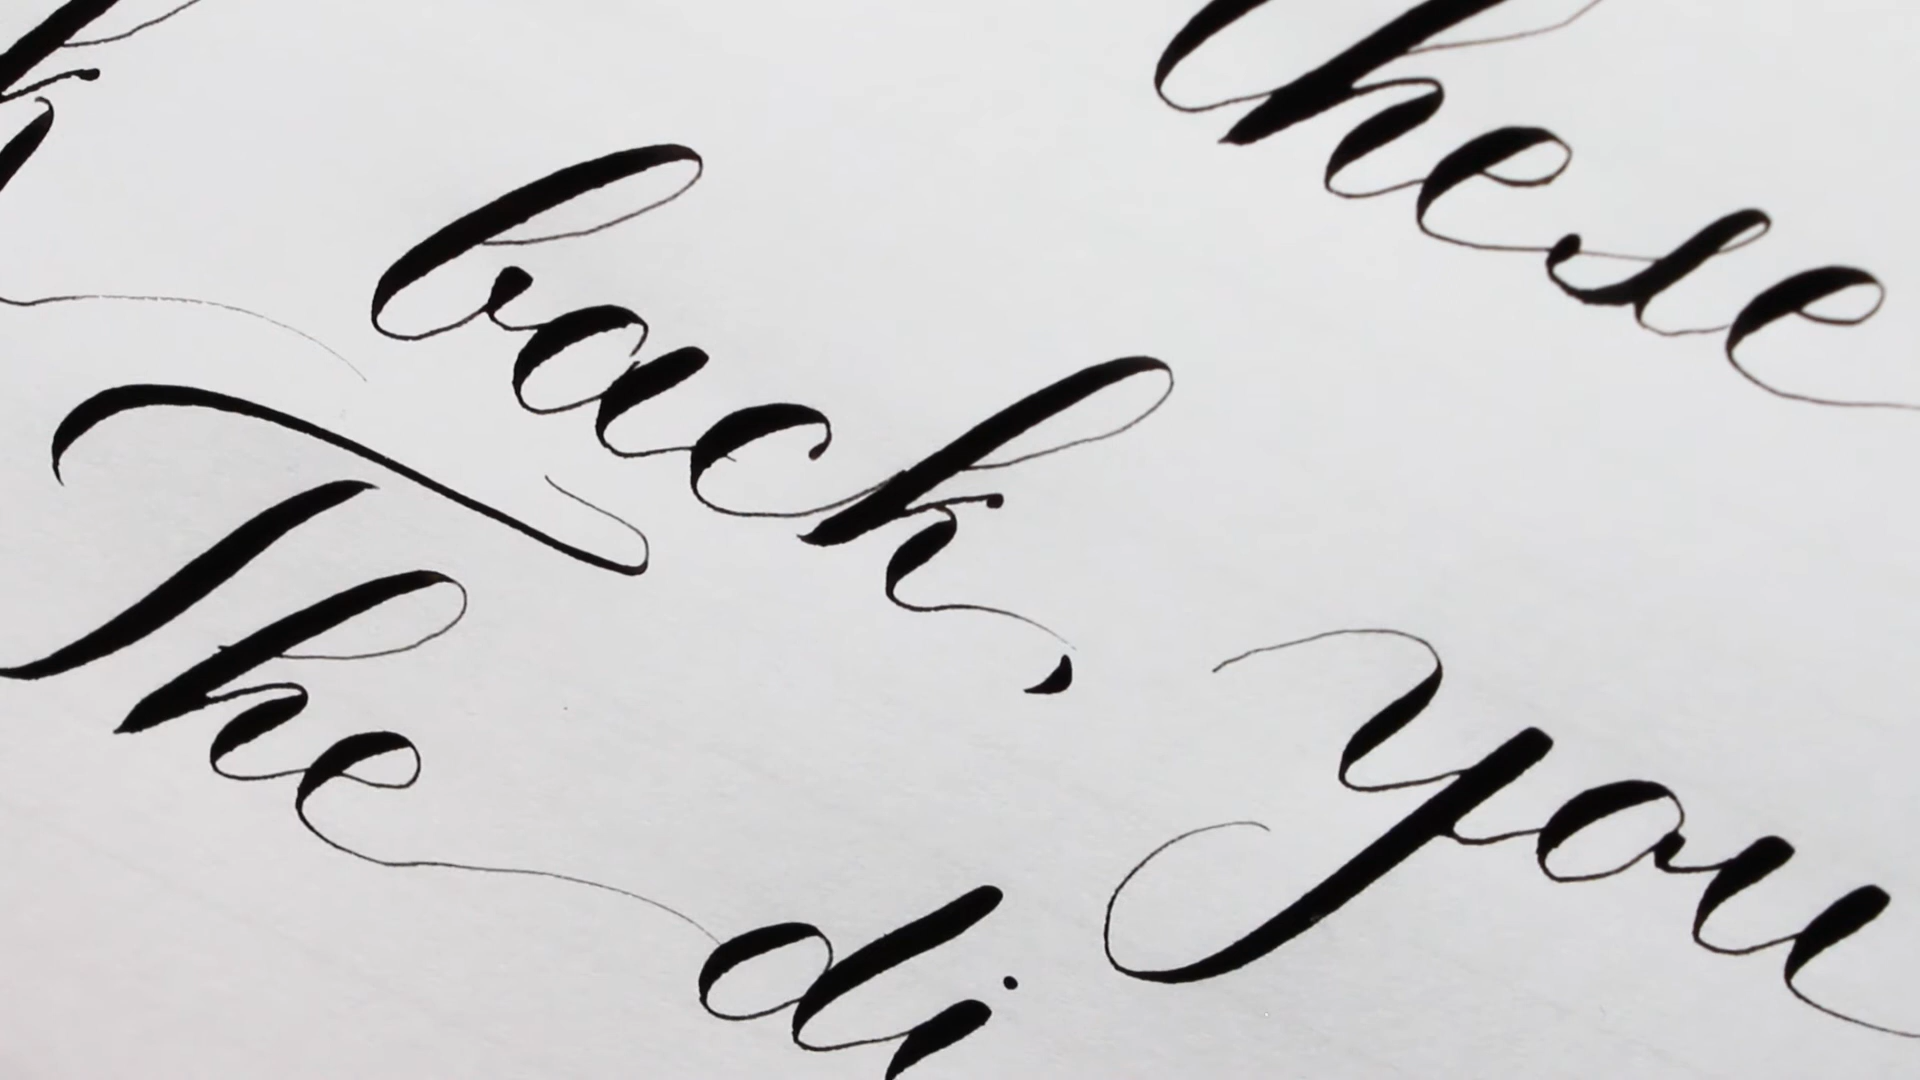 these
back, you
The di